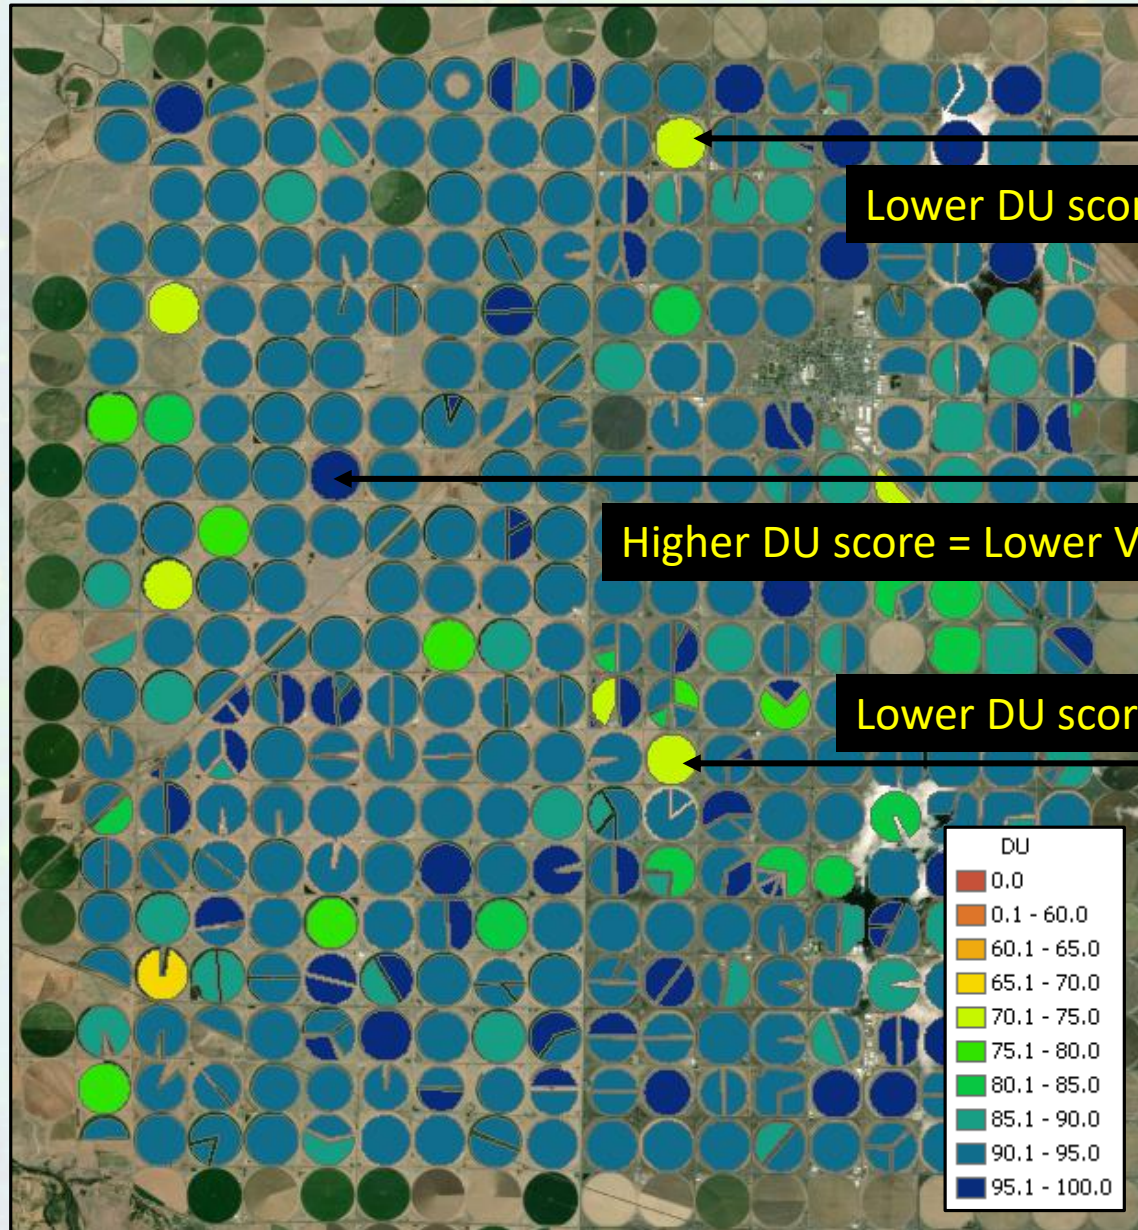 Lower DU scor
Higher DU score = Lower V
Lower DU scor
DU
0.0
0.1 - 60.0
60.1 - 65.0
65.1 - 70.0
70.1 - 75.0
75.1 - 80.0
80.1 - 85.0
85.1 - 90.0
90.1 - 95.0
95.1 - 100.0